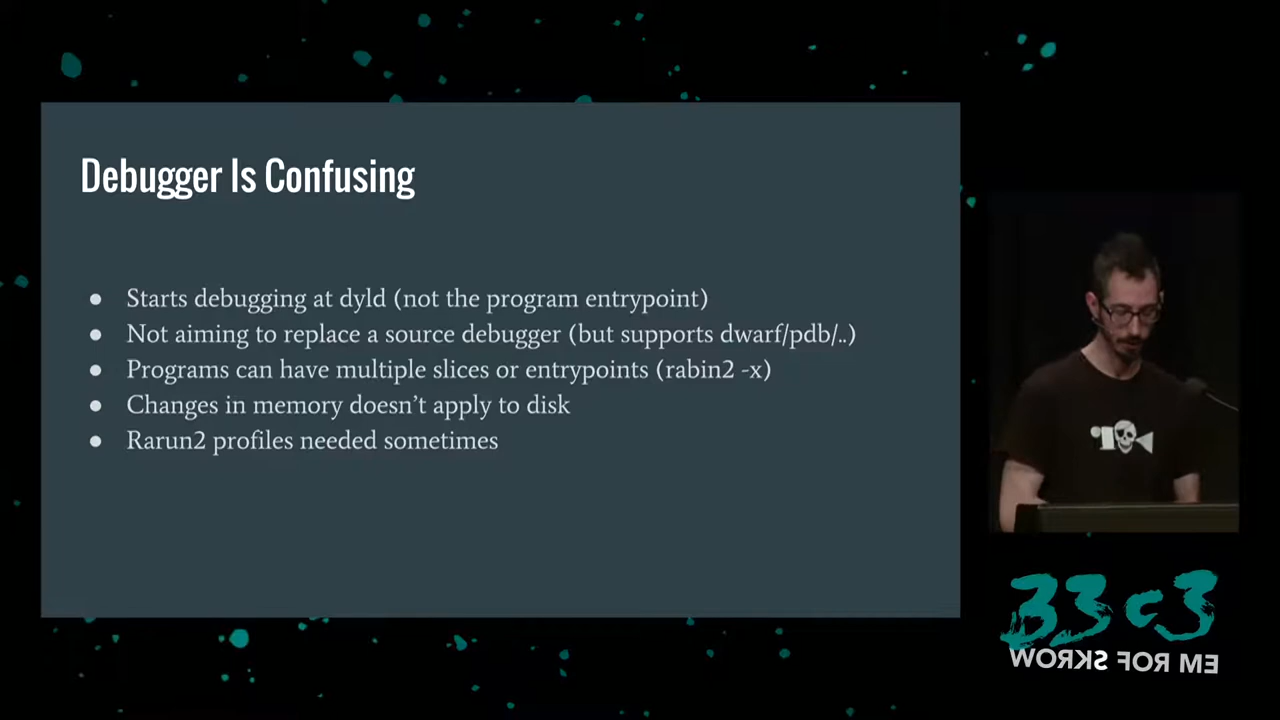 Debugger Is Confusing
● Starts debugging at dyld (not the program entrypoint)
● Not aiming to replace a source debugger (but supports dwarf/pdb/..)
● Programs can have multiple slices or entrypoints (rabin2 -x)
● Changes in memory doesn’t apply to disk
● Rarun2 profiles needed sometimes
33c3
WORKS FOR ME